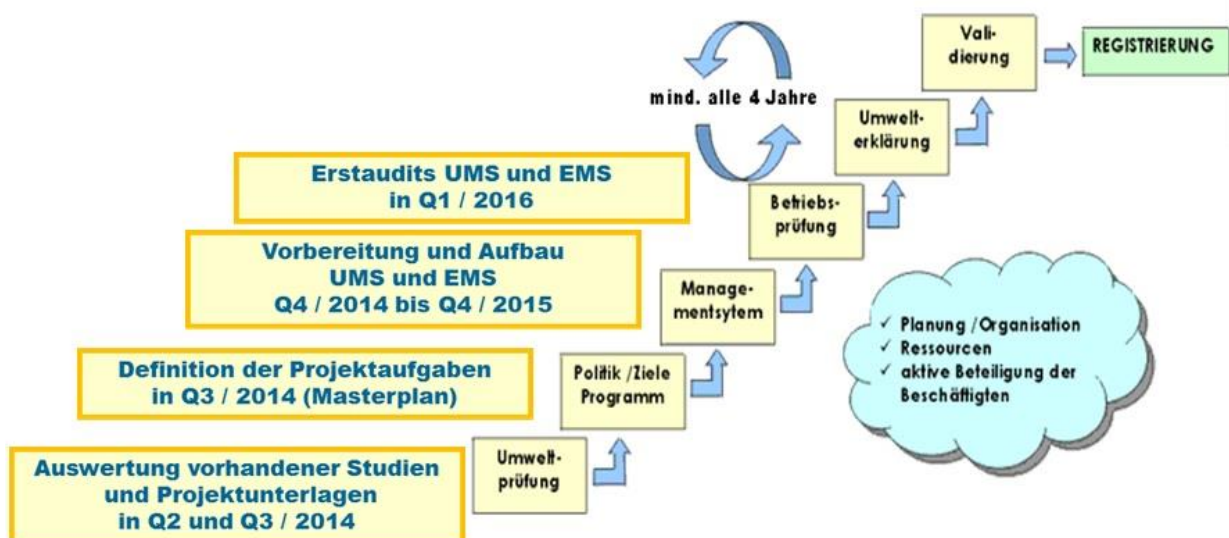 Vali-
dierung
REGISTRIERUNG
mind. alle 4 Jahre
Umwelt-
erklärung
Erstaudits UMS und EMS
in Q1 / 2016
Betriebs-
prüfung
Vorbereitung und Aufbau
UMS und EMS
Q4 / 2014 bis Q4 / 2015
Manage-
mentsytem
✓ Planung /Organisation
✓ Ressourcen
✓ aktive Beteiligung der
Beschäftigten
Definition der Projektaufgaben
in Q3 / 2014 (Masterplan)
Politik /Ziele
Programm
Auswertung vorhandener Studien
und Projektunterlagen
in Q2 und Q3 / 2014
Umwelt-
prüfung